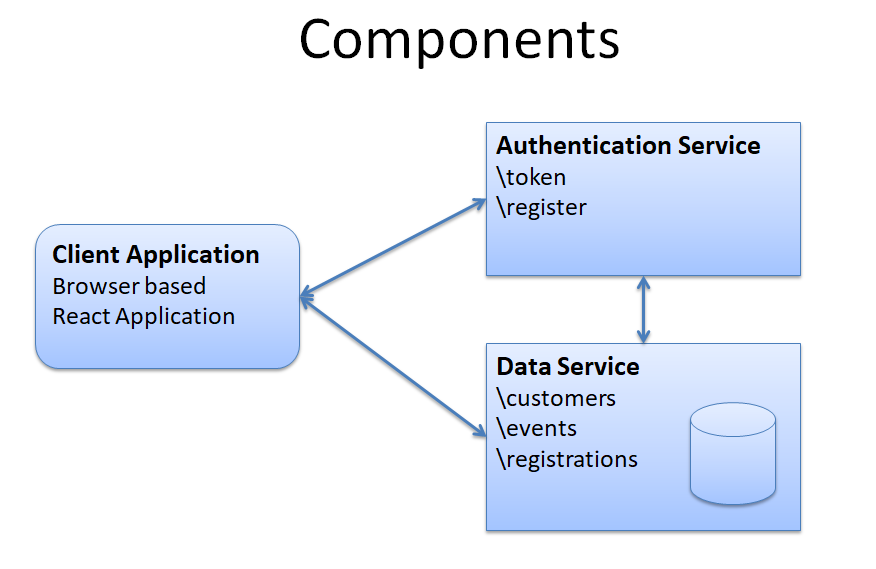 Components
Authentication Service
\token
\register
Client Application
Browser based
React Application
Data Service
\customers
\events
\registrations